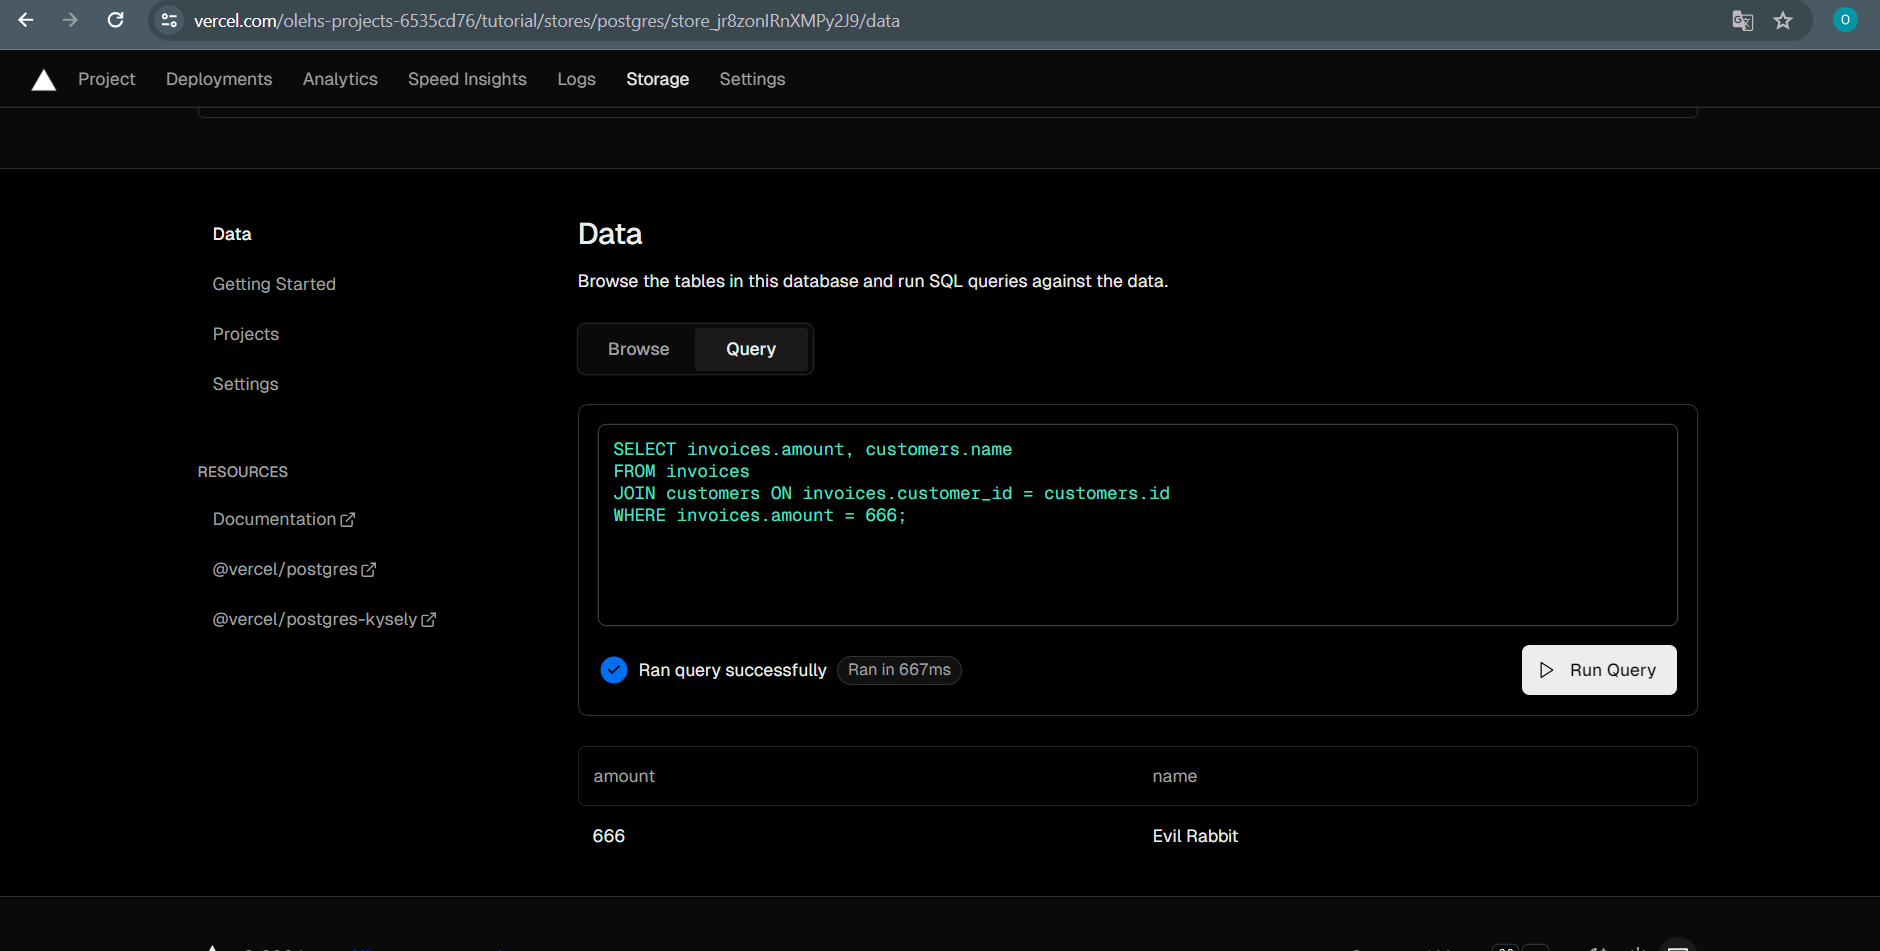 vercel.com/olehs-projects-6535cd76/tutorial/stores/postgres/store_jr8zonIRnXMPy2J9/data
O
Project Deployments Analytics Speed Insights Logs Storage Settings
Data
Getting Started
Projects
Settings
RESOURCES
Documentation
@vercel/postgres
@vercel/postgres-kysely
Data
Browse the tables in this database and run SQL queries against the data.
Browse Query
SELECT invoices.amount, customers.name
FROM invoices
JOIN customers ON invoices.customer_id = customers.id
WHERE invoices.amount = 666;
Ran query successfully Ran in 667ms
Run Query
amount name
666 Evil Rabbit